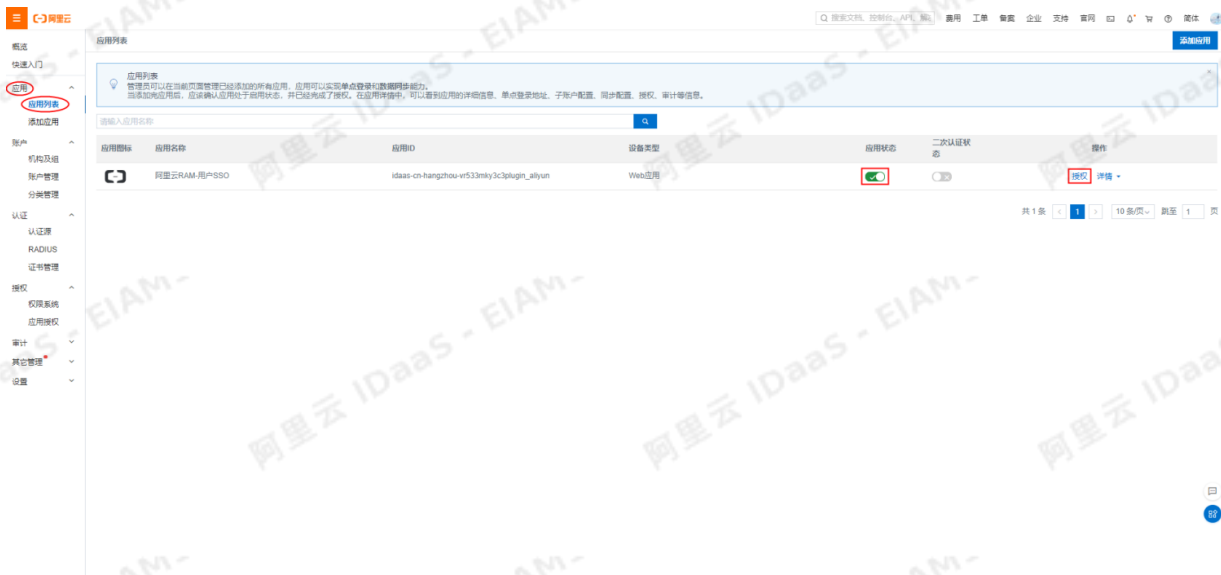 阿里云
搜索文档、控制台、API、解 费用 工单 备案 企业 支持 官网 简体
概览
快速入门
应用
应用列表
添加应用
账户
机构及组
账户管理
分类管理
认证
认证源
RADIUS
证书管理
授权
权限系统
应用授权
审计
其它管理
设置
应用列表
添加应用
应用列表
管理员可以在当前页面管理已经添加的所有应用，应用可以实现单点登录和数据同步能力。
当添加完应用后，应该确认应用处于启用状态，并已经完成了授权。在应用详情中，可以看到应用的详细信息、单点登录地址、子账户配置、同步配置、授权、审计等信息。
请输入应用名称
应用图标 应用名称 应用ID 设备类型 应用状态 二次认证状态 操作
阿里云RAM-用户SSO idaas-cn-hangzhou-vr533mky3c3plugin_aliyun Web应用 授权 详情
共 1 条 < 1 > 10 条/页 跳至 1 页
阿里云 IDaaS - EIAM